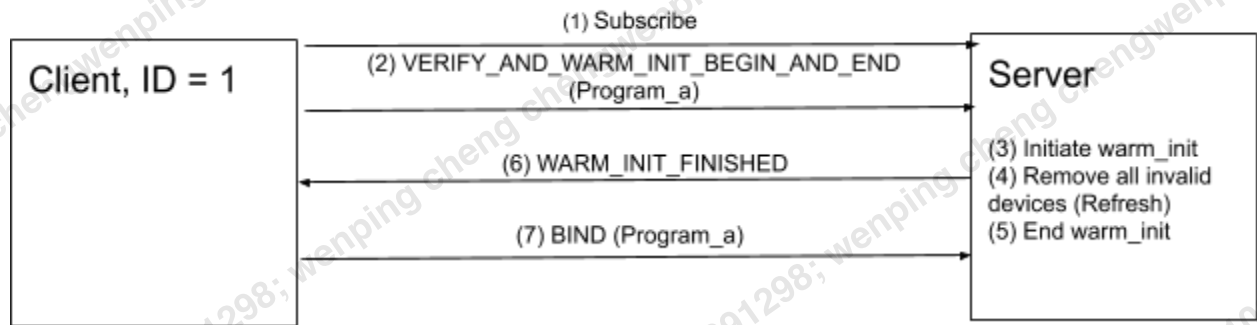 (1) Subscribe
Client, ID = 1
(2) VERIFY_AND_WARM_INIT_BEGIN_AND_END
(Program_a)
Server
(3) Initiate warm_init
(4) Remove all invalid
devices (Refresh)
(5) End warm_init
(6) WARM_INIT_FINISHED
(7) BIND (Program_a)